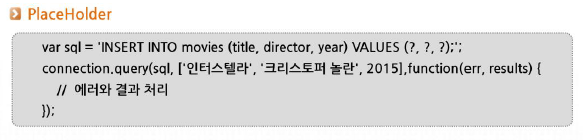 PlaceHolder
var sql = 'INSERT INTO movies (title, director, year) VALUES (?, ?, ?);';
connection.query(sql, ['인터스텔라', '크리스토퍼 놀란', 2015],function(err, results) {
// 에러와 결과 처리
});